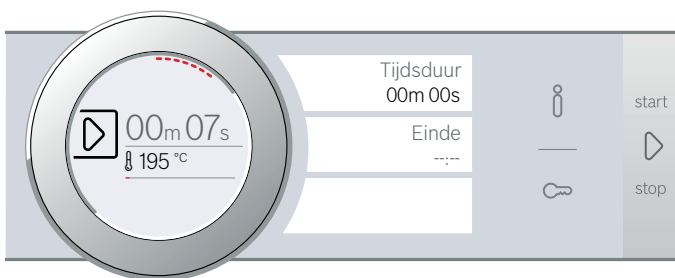 00m 07s
195 °C
Tijdsduur
00m 00s
Einde
--:--
start
stop